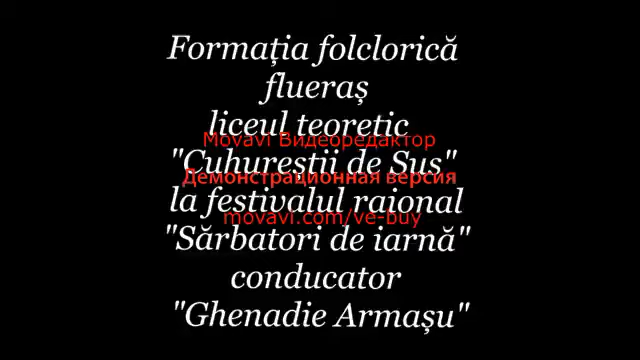 Formația folclorică
flueraș
liceul teoretic
Movavi Видеоредактор
"Cuhureștii de Sus"
Демонстрационная версия
la festivalul raional
movavi.com/ve-buy
"Sărbatori de iarnă"
conducator
"Ghenadie Armașu"